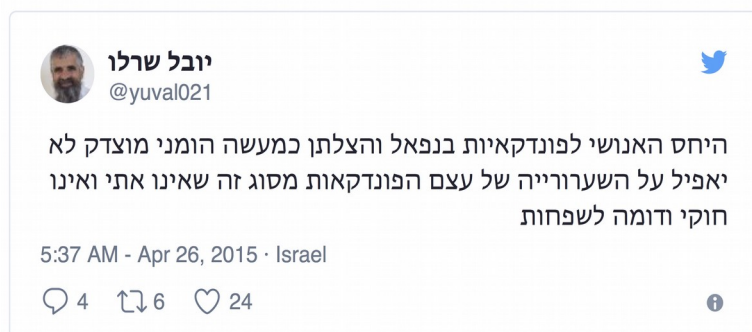 יובל שרלו
@yuval021
היחס האנושי לפונדקאיות בנפאל והצלתן כמעשה הומני מוצדק לא
יאפיל על השערורייה של עצם הפונדקאות מסוג זה שאינו אתי ואינו
חוקי ודומה לשפחות
5:37 AM - Apr 26, 2015 · Israel
4 6 24